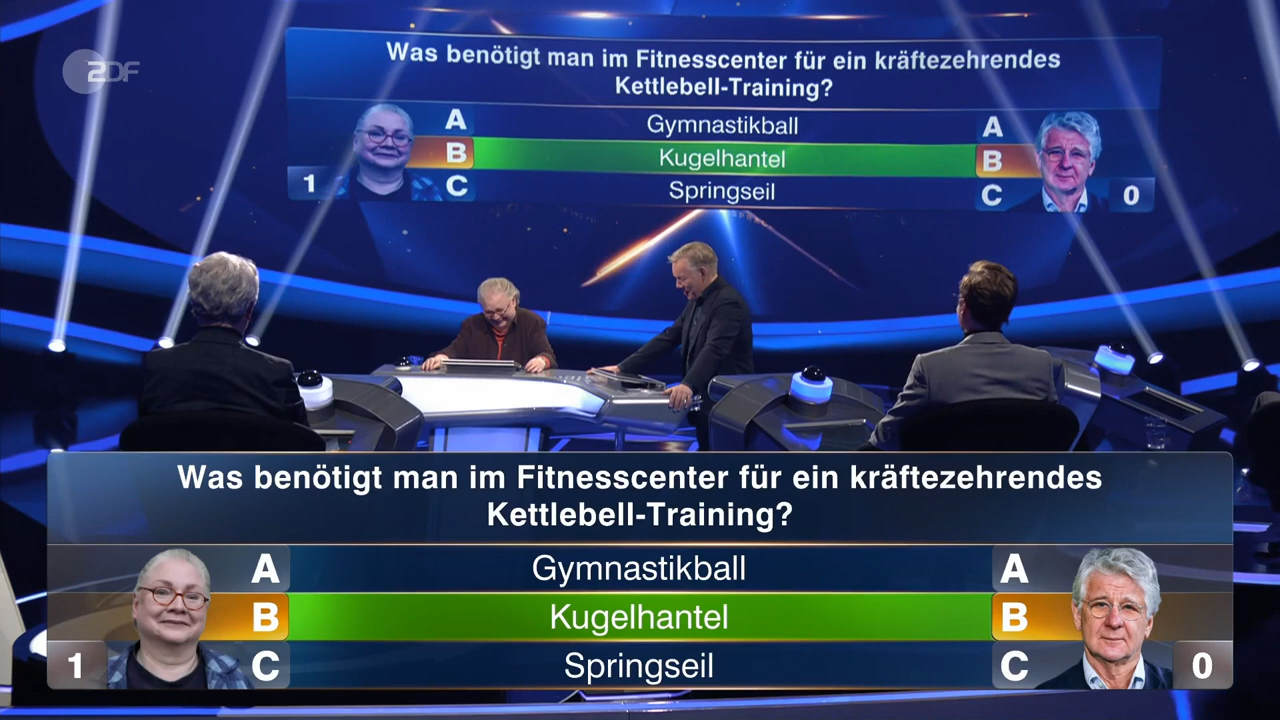 ZDF
Was benötigt man im Fitnesscenter für ein kräftezehrendes
Kettlebell-Training?
A Gymnastikball A
B Kugelhantel B
1 C Springseil C 0
Was benötigt man im Fitnesscenter für ein kräftezehrendes
Kettlebell-Training?
A Gymnastikball A
B Kugelhantel B
1 C Springseil C 0